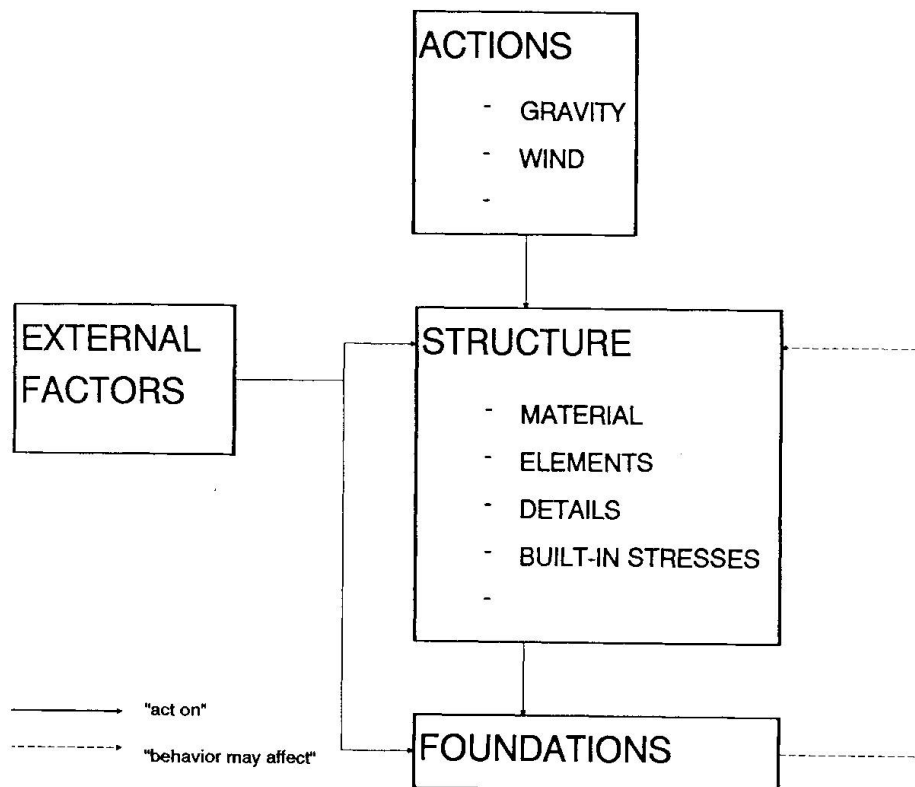 ACTIONS
- GRAVITY
- WIND
-
EXTERNAL
FACTORS
STRUCTURE
- MATERIAL
- ELEMENTS
- DETAILS
- BUILT-IN STRESSES
-
"act on"
"behavior may affect"
FOUNDATIONS